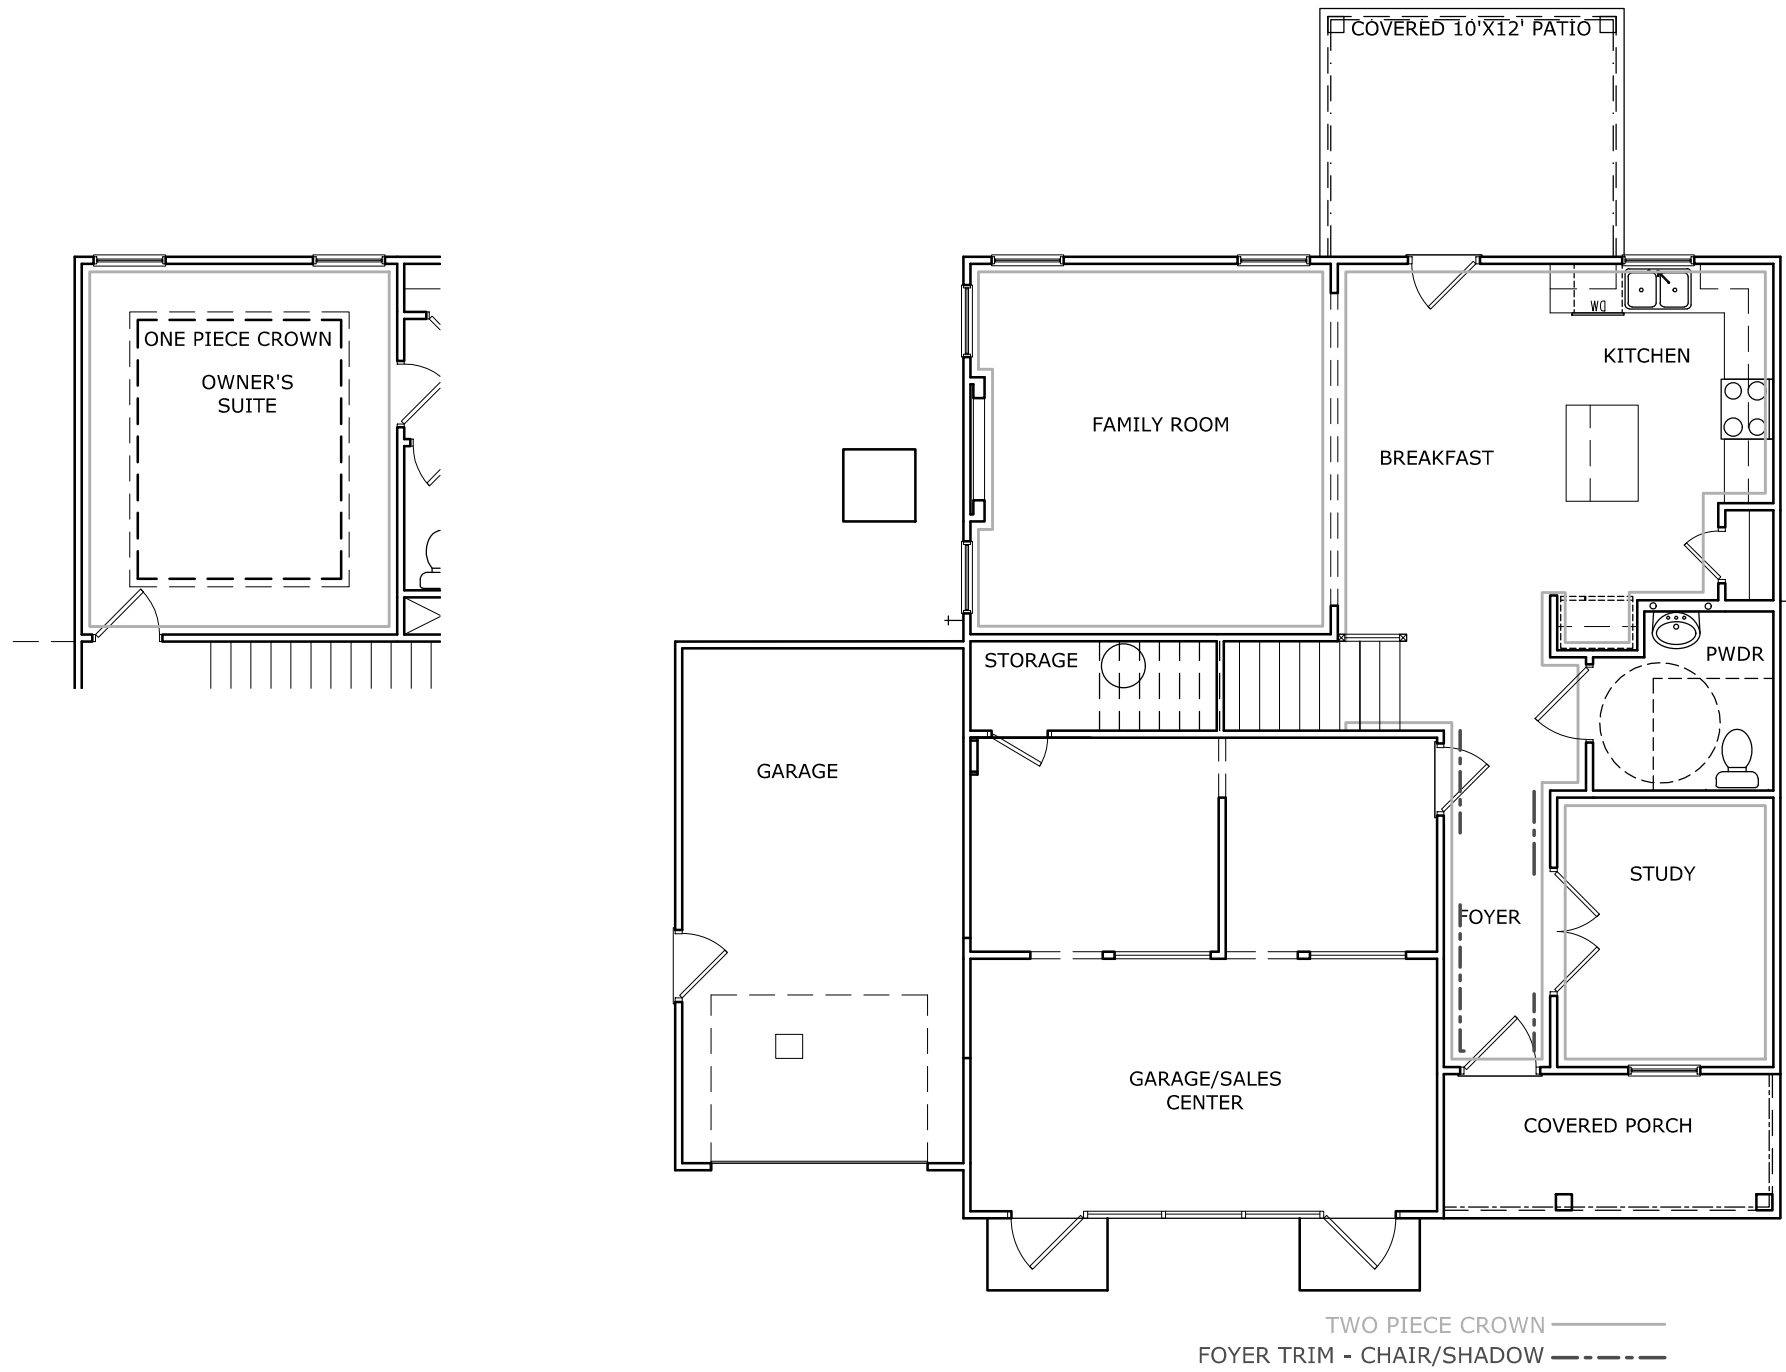 COVERED 10'X12' PATIO
ONE PIECE CROWN
OWNER'S
SUITE
DW
KITCHEN
FAMILY ROOM
BREAKFAST
STORAGE
PWDR
GARAGE
STUDY
FOYER
GARAGE/SALES
CENTER
COVERED PORCH
TWO PIECE CROWN
FOYER TRIM - CHAIR/SHADOW